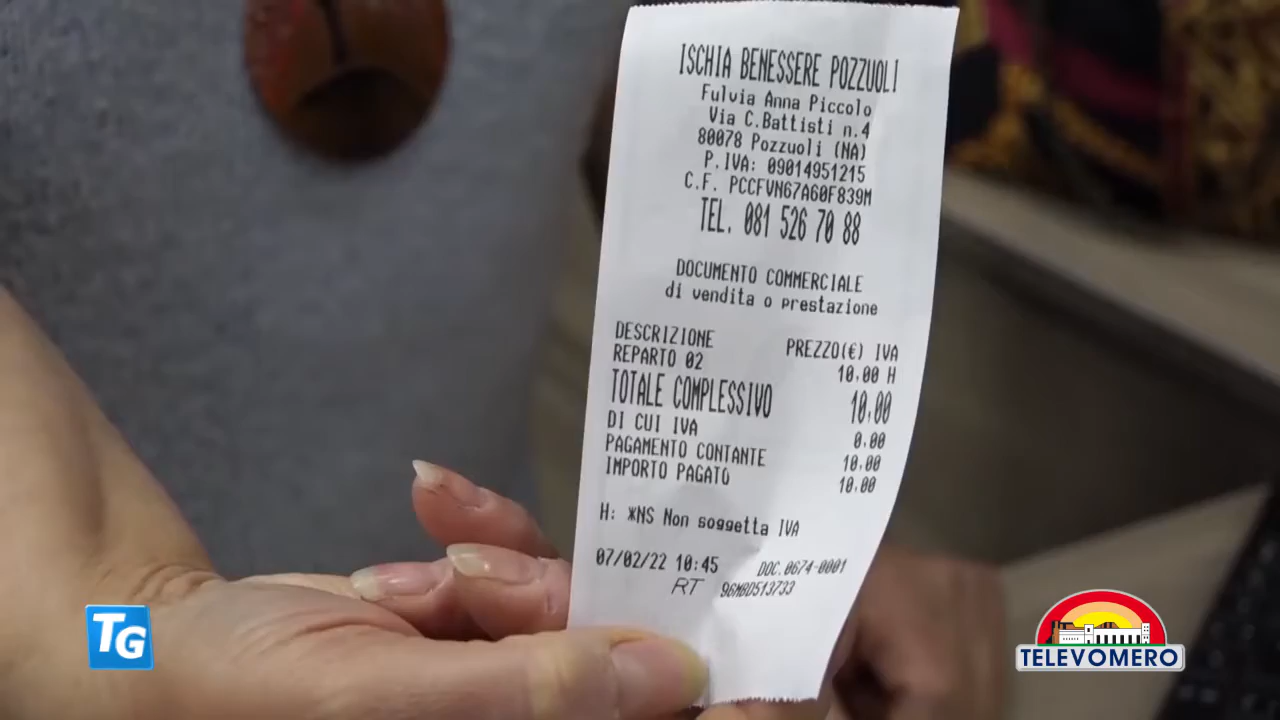 ISCHIA BENESSERE POZZUOLI
Fulvia Anna Piccolo
Via C.Battisti n.4
80078 Pozzuoli (NA)
P.IVA: 09014951215
C.F. PCCFVN67A60F839M
TEL. 081 526 70 88
DOCUMENTO COMMERCIALE
di vendita o prestazione
DESCRIZIONE PREZZO(€) IVA
REPARTO 02 10,00 H
TOTALE COMPLESSIVO 10,00
DI CUI IVA 0,00
PAGAMENTO CONTANTE 10,00
IMPORTO PAGATO 10,00
H: *NS Non soggetta IVA
07/02/22 10:45 DOC.0674-0001
RT 96MBD513733
TG
TELEVOMERO